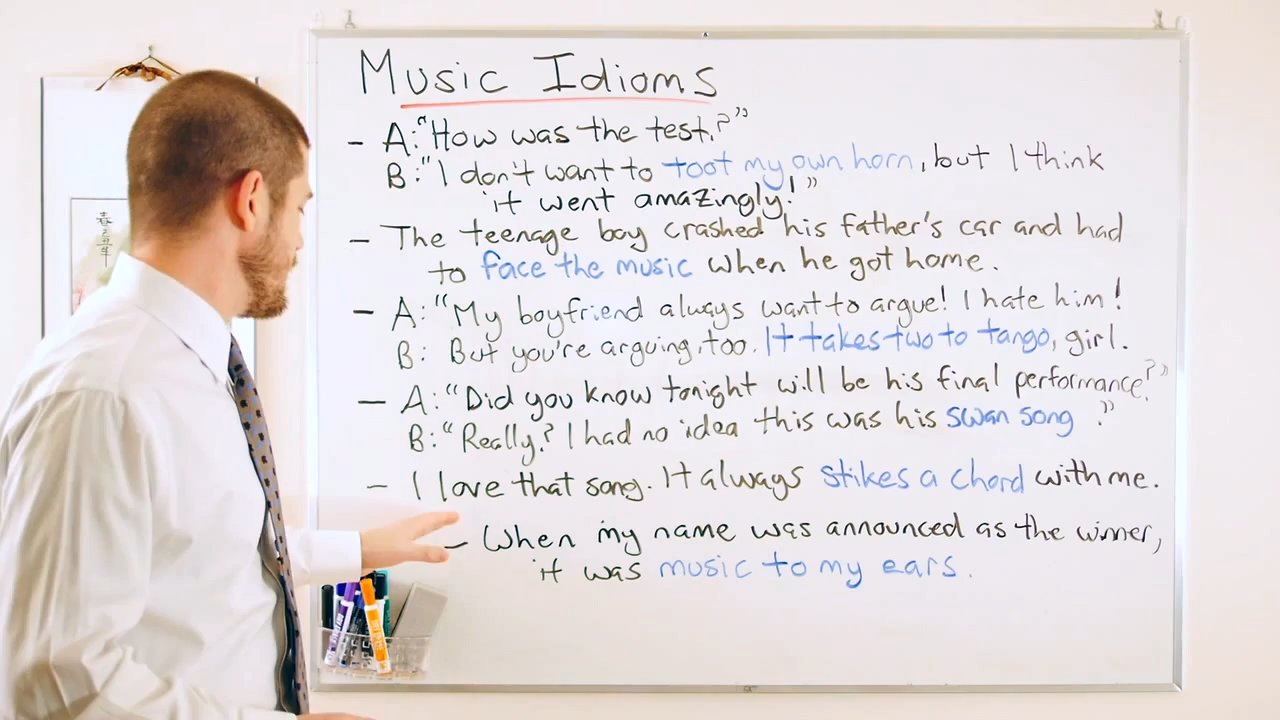 Music Idioms
- A: "How was the test?"
B: "I don't want to toot my own horn, but I think
it went amazingly!"
- The teenage boy crashed his father's car and had
to face the music when he got home.
- A: "My boyfriend always want to argue! I hate him!
B: But you're arguing, too. It takes two to tango, girl.
- A: "Did you know tonight will be his final performance?"
B: "Really? I had no idea this was his swan song."
- I love that song. It always stikes a chord with me.
- When my name was announced as the winner,
it was music to my ears.
春